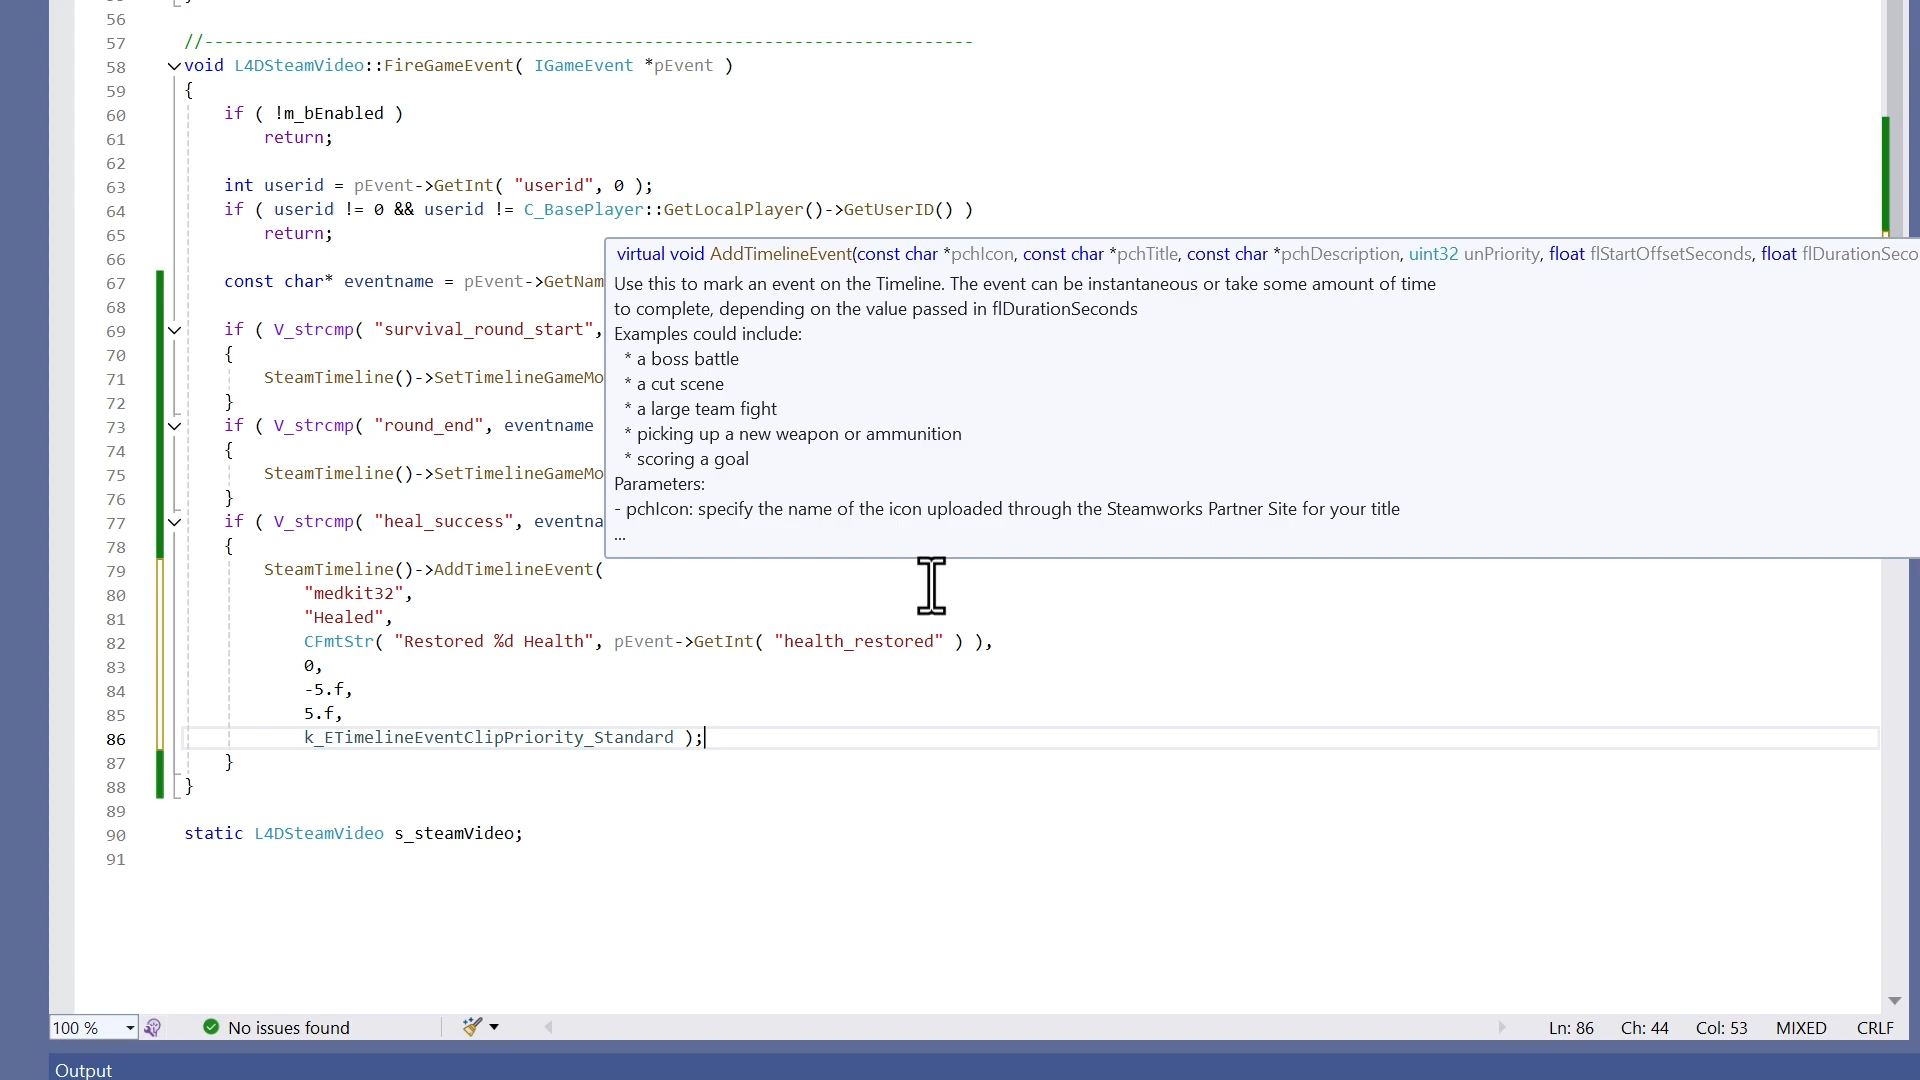 56
57 //-----------------------------------------------------------------------------
58 void L4DSteamVideo::FireGameEvent( IGameEvent *pEvent )
59 {
60 if ( !m_bEnabled )
61 return;
62
63 int userid = pEvent->GetInt( "userid", 0 );
64 if ( userid != 0 && userid != C_BasePlayer::GetLocalPlayer()->GetUserID() )
65 return;
66
virtual void AddTimelineEvent(const char *pchIcon, const char *pchTitle, const char *pchDescription, uint32 unPriority, float flStartOffsetSeconds, float flDurationSeco
Use this to mark an event on the Timeline. The event can be instantaneous or take some amount of time
to complete, depending on the value passed in flDurationSeconds
Examples could include:
* a boss battle
* a cut scene
* a large team fight
* picking up a new weapon or ammunition
* scoring a goal
Parameters:
- pchIcon: specify the name of the icon uploaded through the Steamworks Partner Site for your title
...
67 const char* eventname = pEvent->GetNam
68
69 if ( V_strcmp( "survival_round_start",
70 {
71 SteamTimeline()->SetTimelineGameMo
72 }
73 if ( V_strcmp( "round_end", eventname
74 {
75 SteamTimeline()->SetTimelineGameMo
76 }
77 if ( V_strcmp( "heal_success", eventna
78 {
79 SteamTimeline()->AddTimelineEvent(
80 "medkit32",
81 "Healed",
82 CFmtStr( "Restored %d Health", pEvent->GetInt( "health_restored" ) ),
83 0,
84 -5.f,
85 5.f,
86 k_ETimelineEventClipPriority_Standard );
87 }
88 }
89
90 static L4DSteamVideo s_steamVideo;
91
100 % No issues found Ln: 86 Ch: 44 Col: 53 MIXED CRLF
Output